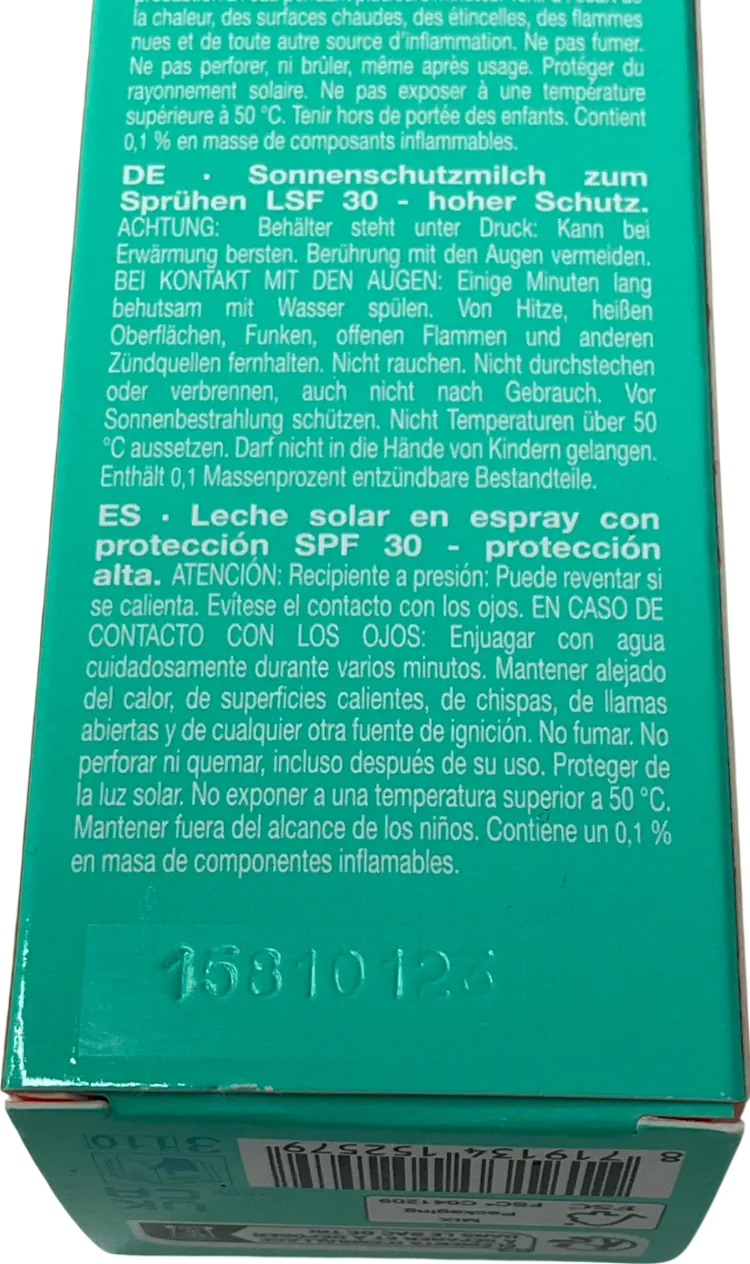 la chaleur, des surfaces chaudes, des étincelles, des flammes
nues et de toute autre source d'inflammation. Ne pas fumer.
Ne pas perforer, ni brûler, même après usage. Protéger du
rayonnement solaire. Ne pas exposer à une température
supérieure à 50 °C. Tenir hors de portée des enfants. Contient
0,1 % en masse de composants inflammables.
DE · Sonnenschutzmilch zum
Sprühen LSF 30 - hoher Schutz.
ACHTUNG: Behälter steht unter Druck: Kann bei
Erwärmung bersten. Berührung mit den Augen vermeiden.
BEI KONTAKT MIT DEN AUGEN: Einige Minuten lang
behutsam mit Wasser spülen. Von Hitze, heißen
Oberflächen, Funken, offenen Flammen und anderen
Zündquellen fernhalten. Nicht rauchen. Nicht durchstechen
oder verbrennen, auch nicht nach Gebrauch. Vor
Sonnenbestrahlung schützen. Nicht Temperaturen über 50
°C aussetzen. Darf nicht in die Hände von Kindern gelangen.
Enthält 0,1 Massenprozent entzündbare Bestandteile.
ES · Leche solar en espray con
protección SPF 30 - protección
alta. ATENCIÓN: Recipiente a presión: Puede reventar si
se calienta. Evítese el contacto con los ojos. EN CASO DE
CONTACTO CON LOS OJOS: Enjuagar con agua
cuidadosamente durante varios minutos. Mantener alejado
del calor, de superficies calientes, de chispas, de llamas
abiertas y de cualquier otra fuente de ignición. No fumar. No
perforar ni quemar, incluso después de su uso. Proteger de
la luz solar. No exponer a una temperatura superior a 50 °C.
Mantener fuera del alcance de los niños. Contiene un 0,1 %
en masa de componentes inflamables.
15810123
8 719134 152579
FSC
MIX
Packaging
FSC® C041209